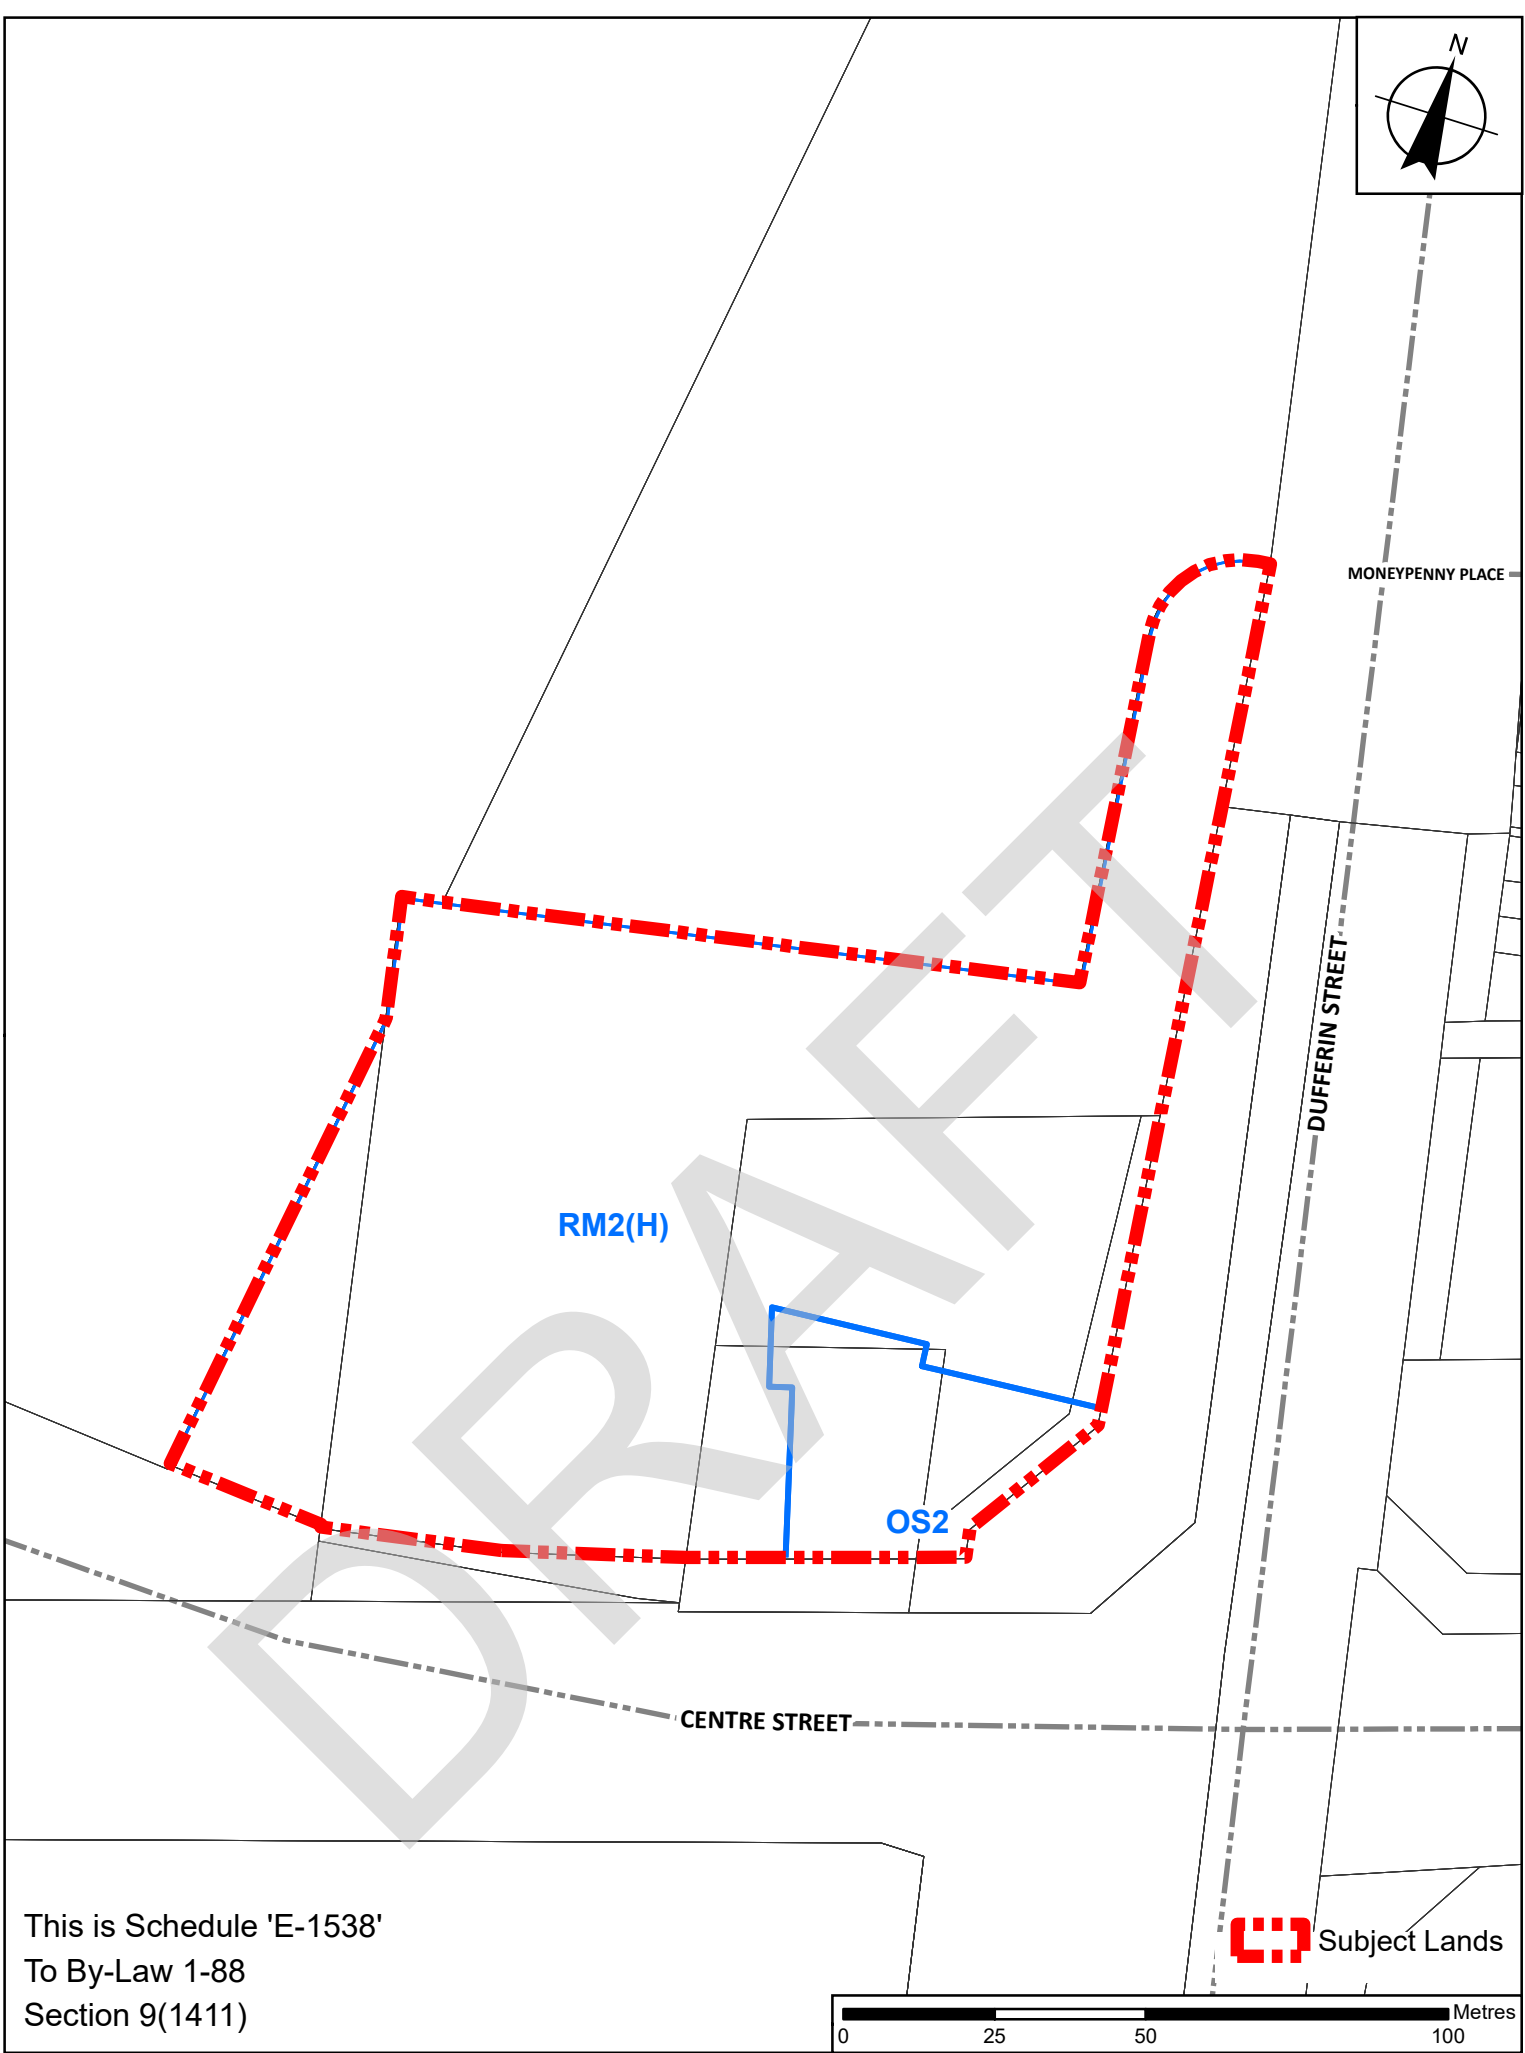 N
MONEYPENNY PLACE
DUFFERIN STREET
RM2(H)
OS2
CENTRE STREET
DRAFT
This is Schedule 'E-1538'
To By-Law 1-88
Section 9(1411)
Subject Lands
Metres
0 25 50 100